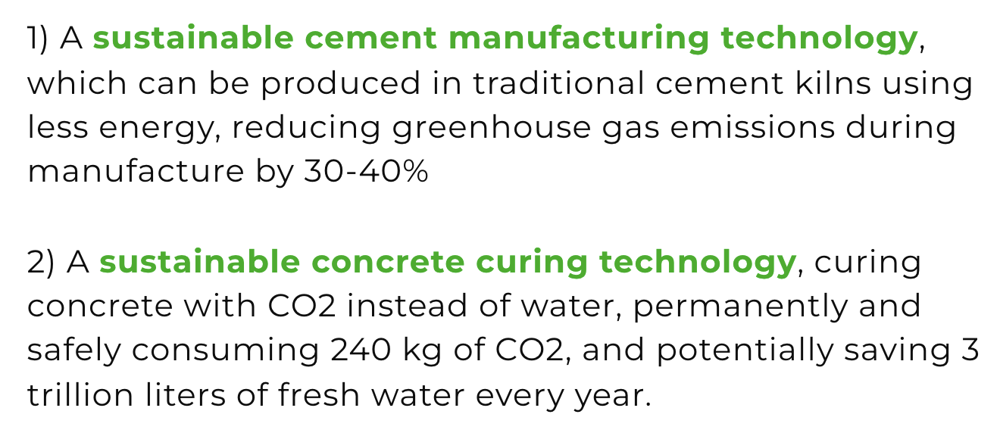 1) A sustainable cement manufacturing technology,
which can be produced in traditional cement kilns using
less energy, reducing greenhouse gas emissions during
manufacture by 30-40%
2) A sustainable concrete curing technology, curing
concrete with CO2 instead of water, permanently and
safely consuming 240 kg of CO2, and potentially saving 3
trillion liters of fresh water every year.